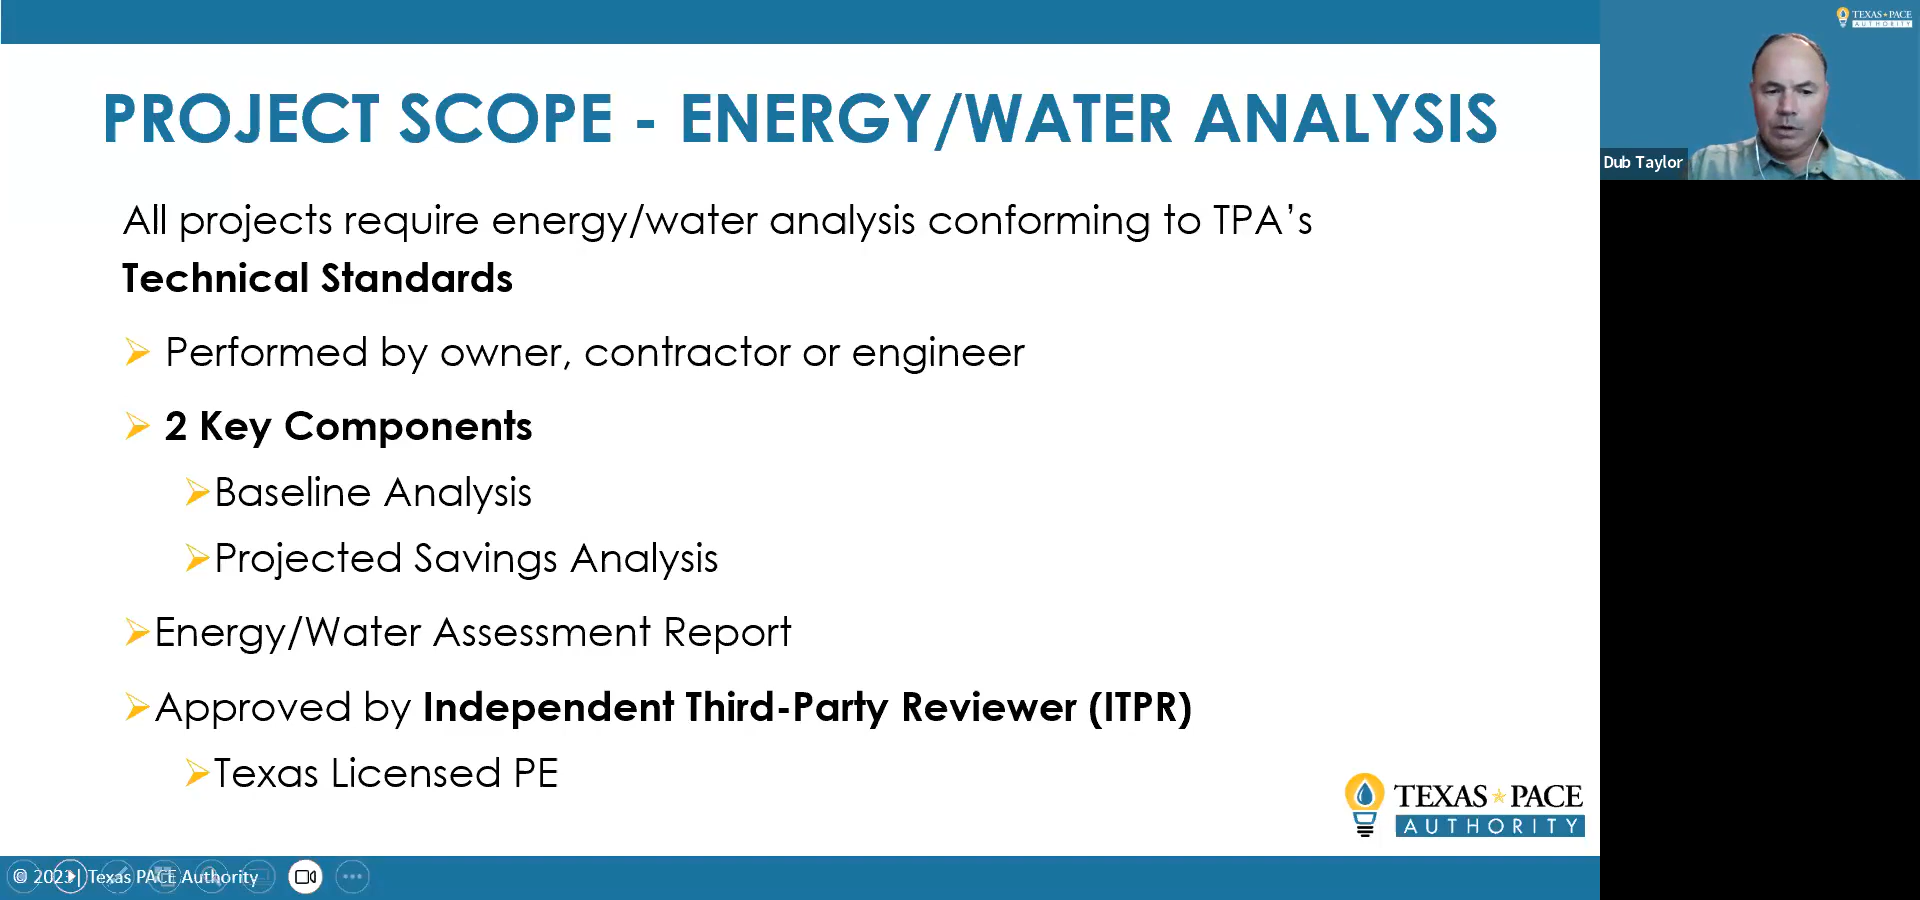 PROJECT SCOPE - ENERGY/WATER ANALYSIS
All projects require energy/water analysis conforming to TPA’s
Technical Standards
Performed by owner, contractor or engineer
2 Key Components
Baseline Analysis
Projected Savings Analysis
Energy/Water Assessment Report
Approved by Independent Third-Party Reviewer (ITPR)
Texas Licensed PE
TEXAS PACE
AUTHORITY
© 2023 | Texas PACE Authority
TEXAS PACE
AUTHORITY
Dub Taylor